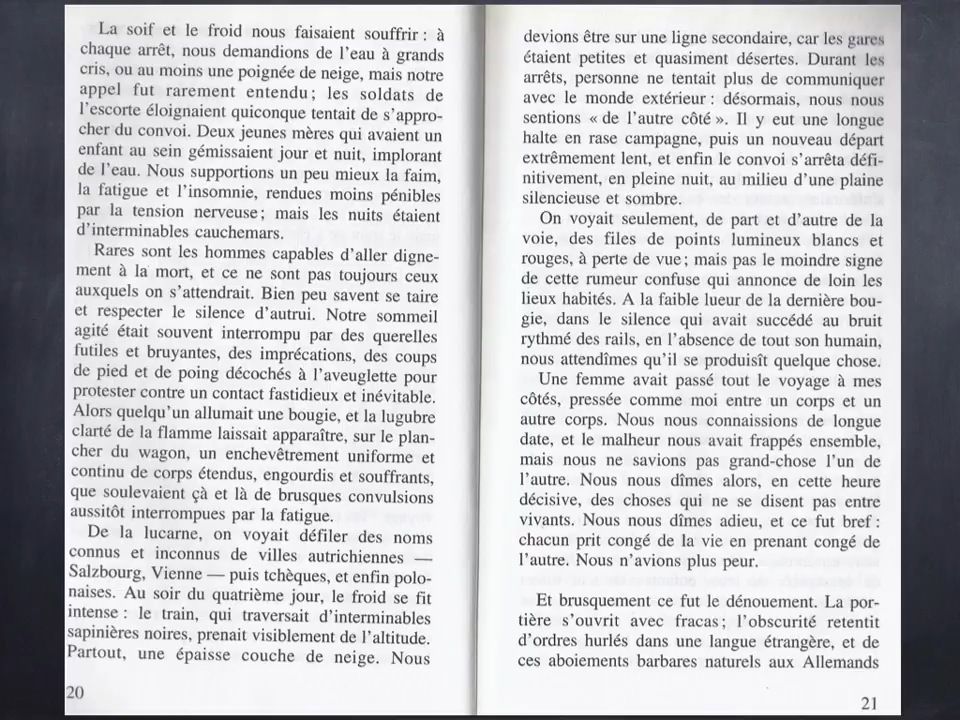 La soif et le froid nous faisaient souffrir : à
chaque arrêt, nous demandions de l'eau à grands
cris, ou au moins une poignée de neige, mais notre
appel fut rarement entendu ; les soldats de
l'escorte éloignaient quiconque tentait de s'appro-
cher du convoi. Deux jeunes mères qui avaient un
enfant au sein gémissaient jour et nuit, implorant
de l'eau. Nous supportions un peu mieux la faim,
la fatigue et l'insomnie, rendues moins pénibles
par la tension nerveuse ; mais les nuits étaient
d'interminables cauchemars.
Rares sont les hommes capables d'aller digne-
ment à la mort, et ce ne sont pas toujours ceux
auxquels on s'attendrait. Bien peu savent se taire
et respecter le silence d'autrui. Notre sommeil
agité était souvent interrompu par des querelles
futiles et bruyantes, des imprécations, des coups
de pied et de poing décochés à l'aveuglette pour
protester contre un contact fastidieux et inévitable.
Alors quelqu'un allumait une bougie, et la lugubre
clarté de la flamme laissait apparaître, sur le plan-
cher du wagon, un enchevêtrement uniforme et
continu de corps étendus, engourdis et souffrants,
que soulevaient çà et là de brusques convulsions
aussitôt interrompues par la fatigue.
De la lucarne, on voyait défiler des noms
connus et inconnus de villes autrichiennes —
Salzbourg, Vienne — puis tchèques, et enfin polo-
naises. Au soir du quatrième jour, le froid se fit
intense : le train, qui traversait d'interminables
sapinières noires, prenait visiblement de l'altitude.
Partout, une épaisse couche de neige. Nous
20
devions être sur une ligne secondaire, car les gares
étaient petites et quasiment désertes. Durant les
arrêts, personne ne tentait plus de communiquer
avec le monde extérieur : désormais, nous nous
sentions « de l'autre côté ». Il y eut une longue
halte en rase campagne, puis un nouveau départ
extrêmement lent, et enfin le convoi s'arrêta défi-
nitivement, en pleine nuit, au milieu d'une plaine
silencieuse et sombre.
On voyait seulement, de part et d'autre de la
voie, des files de points lumineux blancs et
rouges, à perte de vue ; mais pas le moindre signe
de cette rumeur confuse qui annonce de loin les
lieux habités. A la faible lueur de la dernière bou-
gie, dans le silence qui avait succédé au bruit
rythmé des rails, en l'absence de tout son humain,
nous attendîmes qu'il se produisît quelque chose.
Une femme avait passé tout le voyage à mes
côtés, pressée comme moi entre un corps et un
autre corps. Nous nous connaissions de longue
date, et le malheur nous avait frappés ensemble,
mais nous ne savions pas grand-chose l'un de
l'autre. Nous nous dîmes alors, en cette heure
décisive, des choses qui ne se disent pas entre
vivants. Nous nous dîmes adieu, et ce fut bref :
chacun prit congé de la vie en prenant congé de
l'autre. Nous n'avions plus peur.
Et brusquement ce fut le dénouement. La por-
tière s'ouvrit avec fracas ; l'obscurité retentit
d'ordres hurlés dans une langue étrangère, et de
ces aboiements barbares naturels aux Allemands
21